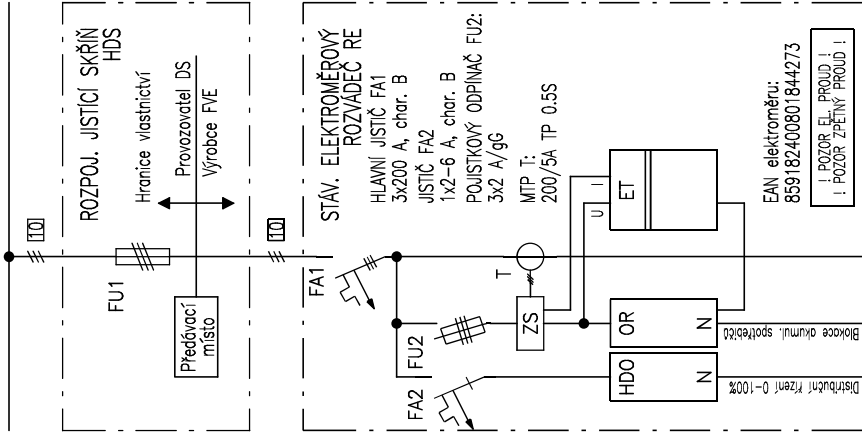 10
ROZPOJ. JISTÍCÍ SKŘÍŇ
HDS
Hranice vlastnictví
Provozovatel DS
Výrobce FVE
FU1
Předávací
místo
10
STÁV. ELEKTROMĚROVÝ
ROZVÁDĚČ RE
HLAVNÍ JISTIČ FA1
3x200 A, char. B
JISTIČ FA2
1x2-6 A, char. B
POJISTKOVÝ ODPÍNAČ FU2:
3x2 A/gG
MTP T:
200/5A TP 0.5S
FA1
T
U I
ET
FU2
ZS
OR
N
FA2
HDO
N
EAN elektroměru:
859182400801844273
! POZOR EL. PROUD !
! POZOR ZPĚTNÝ PROUD !
Blokace akumul. spotřebičů
Distribuční řízení 0-100%